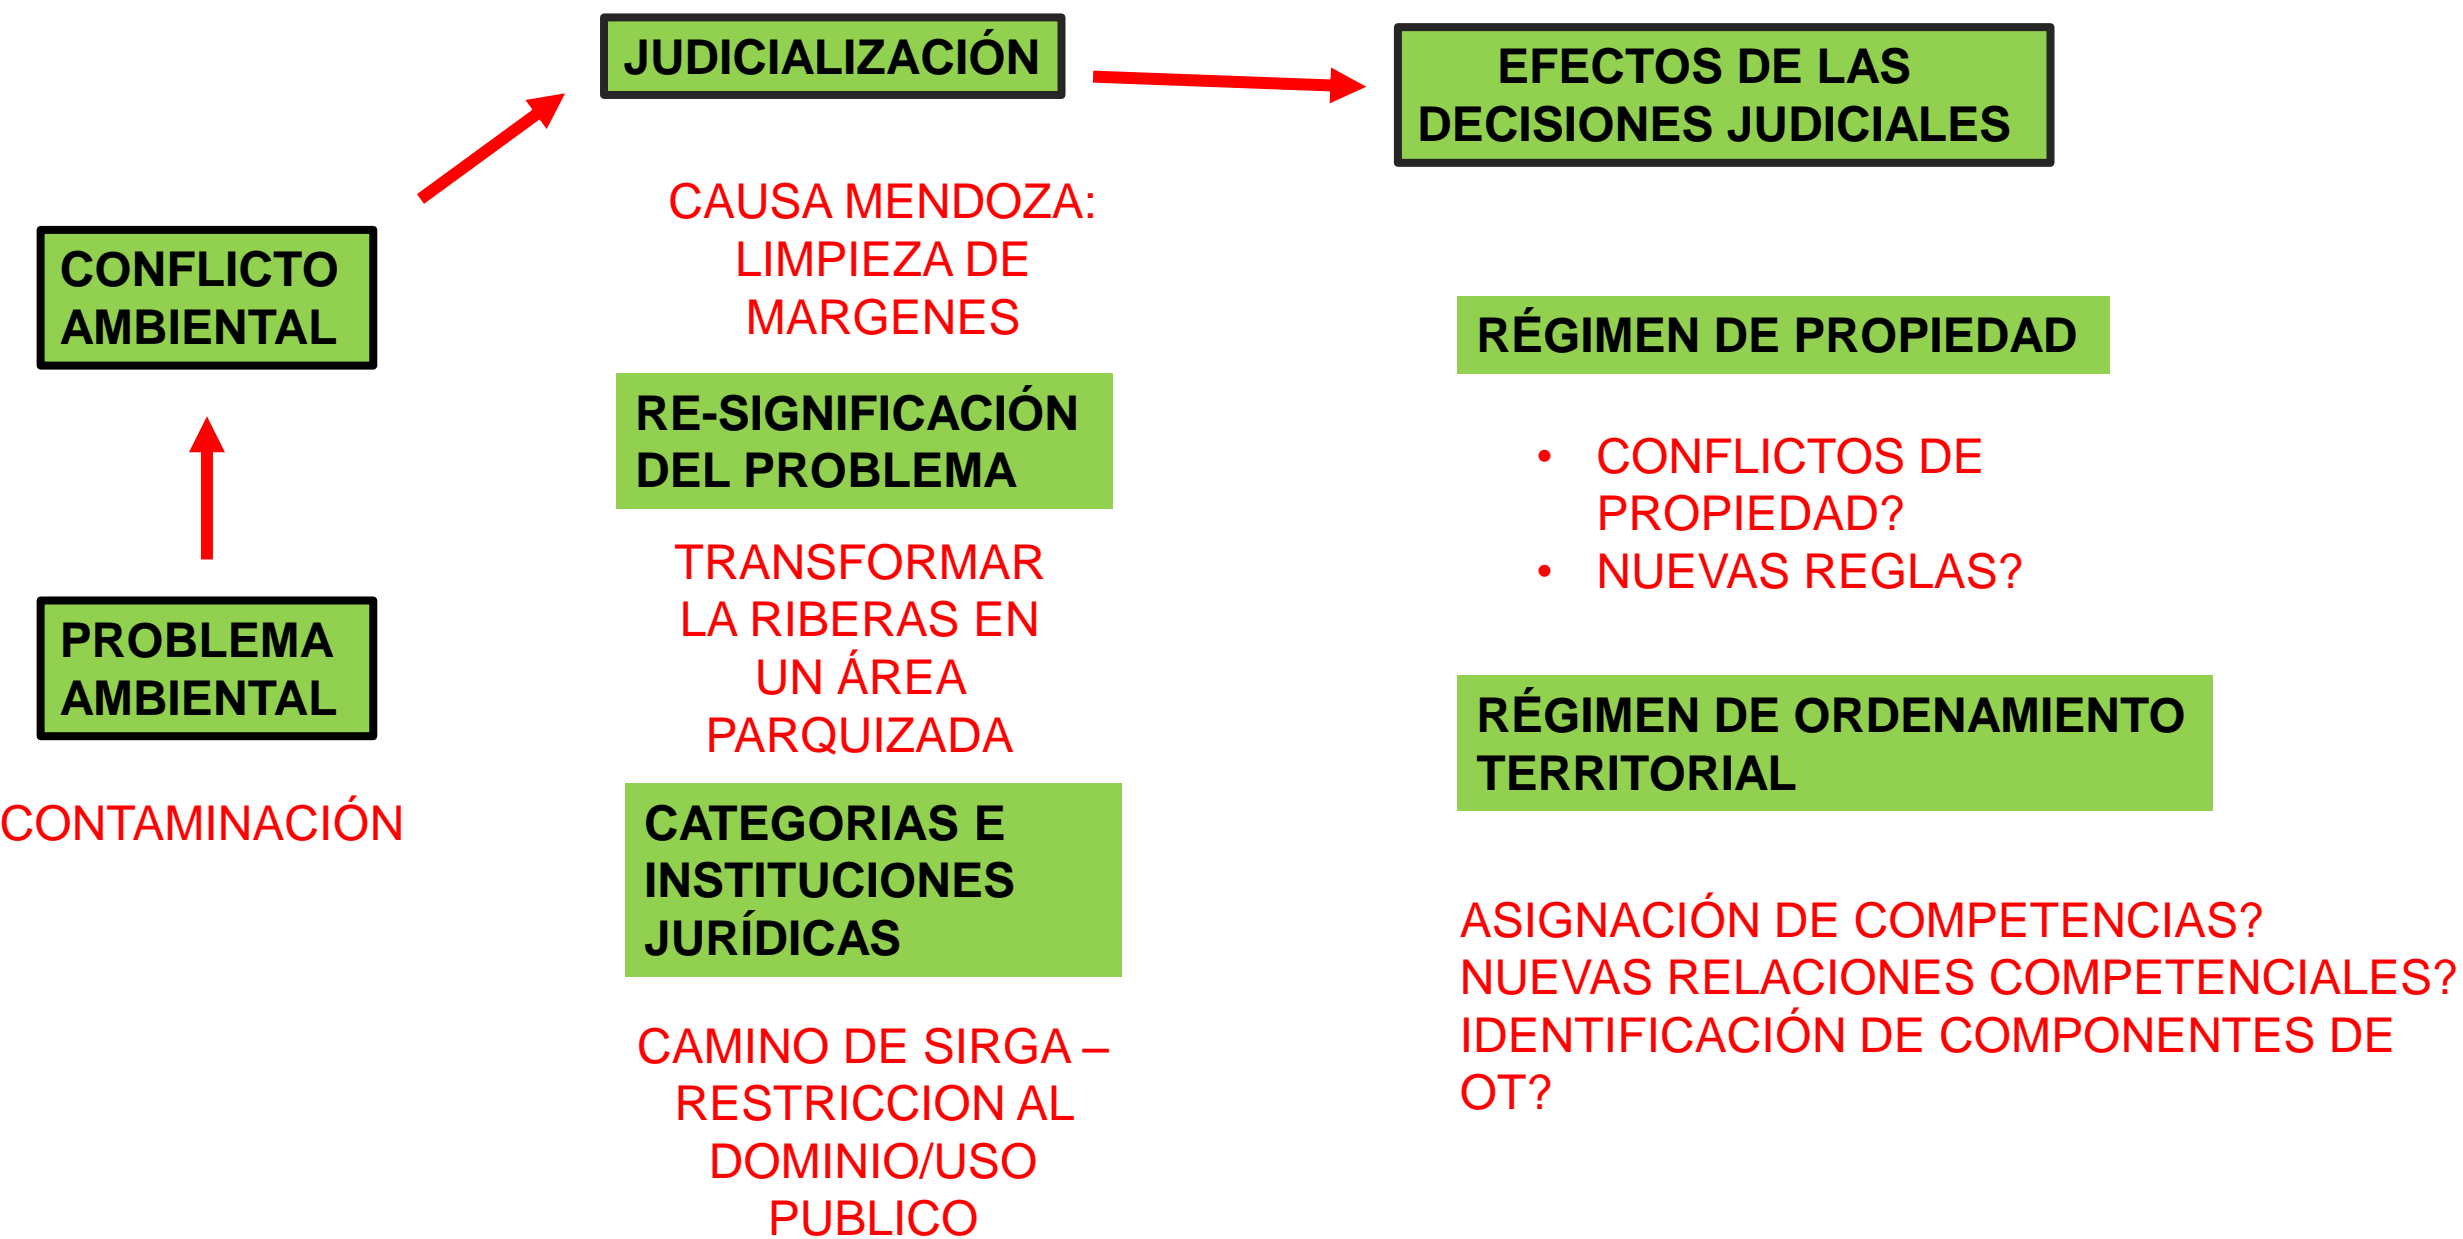 CONFLICTO
AMBIENTAL
PROBLEMA
AMBIENTAL
CONTAMINACIÓN
JUDICIALIZACIÓN
CAUSA MENDOZA:
LIMPIEZA DE
MARGENES
RE-SIGNIFICACIÓN
DEL PROBLEMA
TRANSFORMAR
LA RIBERAS EN
UN ÁREA
PARQUIZADA
CATEGORIAS E
INSTITUCIONES
JURÍDICAS
CAMINO DE SIRGA –
RESTRICCION AL
DOMINIO/USO
PUBLICO
EFECTOS DE LAS
DECISIONES JUDICIALES
RÉGIMEN DE PROPIEDAD
• CONFLICTOS DE
PROPIEDAD?
• NUEVAS REGLAS?
RÉGIMEN DE ORDENAMIENTO
TERRITORIAL
ASIGNACIÓN DE COMPETENCIAS?
NUEVAS RELACIONES COMPETENCIALES?
IDENTIFICACIÓN DE COMPONENTES DE
OT?